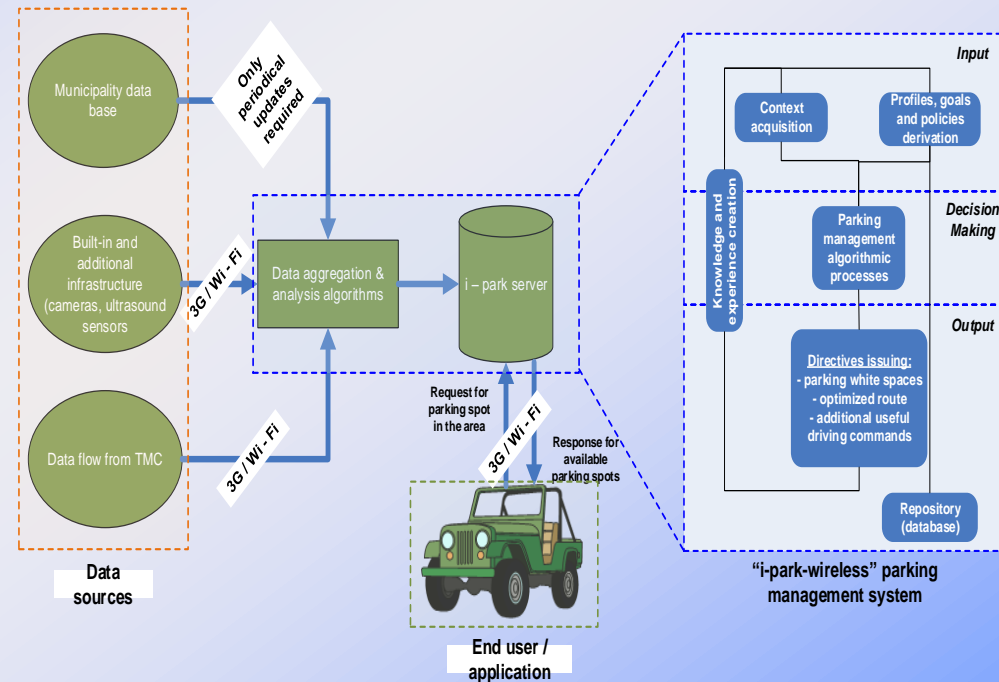 Municipality data
base
Only
periodical
updates
required
Built-in and
additional
infrastructure
(cameras, ultrasound
sensors
3G / Wi - Fi
Data flow from TMC
3G / Wi - Fi
Data
sources
Data aggregation &
analysis algorithms
i – park server
Request for
parking spot
in the area
3G / Wi - Fi
Response for
available
parking spots
End user /
application
Input
Context
acquisition
Profiles, goals
and policies
derivation
Knowledge and
experience creation
Decision
Making
Parking
management
algorithmic
processes
Output
Directives issuing:
- parking white spaces
- optimized route
- additional useful
driving commands
Repository
(database)
“i-park-wireless” parking
management system